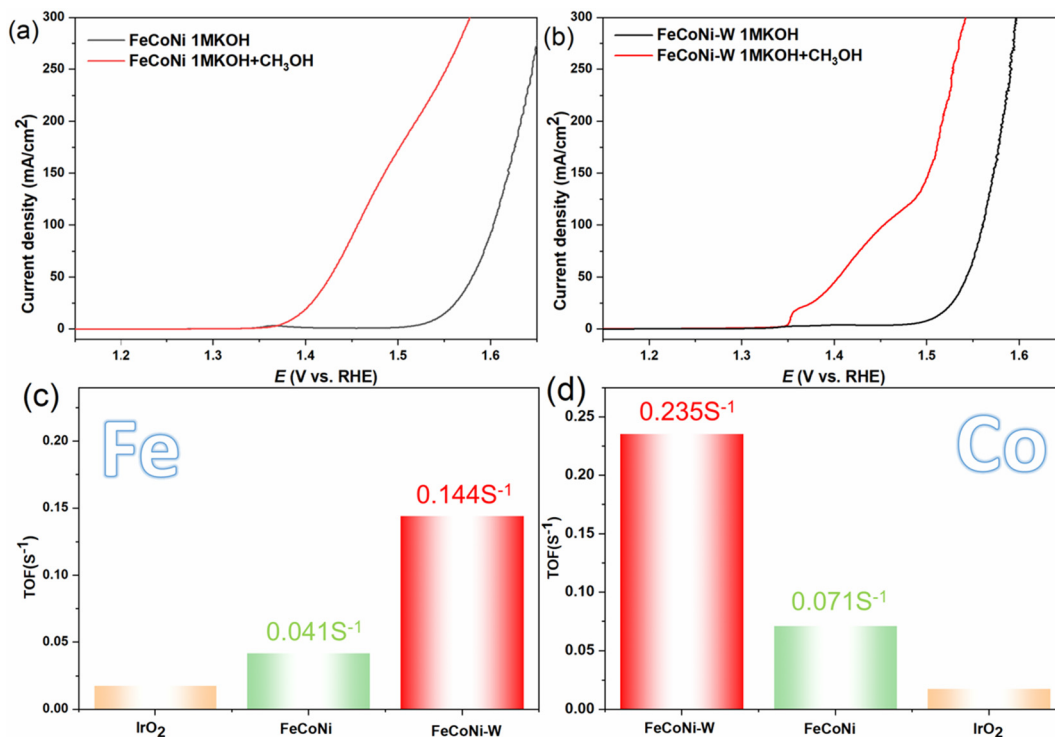 (a)
FeCoNi 1MKOH
FeCoNi 1MKOH+CH₃OH
Current density (mA/cm²)
300
250
200
150
100
50
0
1.2
1.3
1.4
1.5
1.6
E (V vs. RHE)
(b)
FeCoNi-W 1MKOH
FeCoNi-W 1MKOH+CH₃OH
Current density (mA/cm²)
300
250
200
150
100
50
0
1.2
1.3
1.4
1.5
1.6
E (V vs. RHE)
(c)
Fe
TOF(s⁻¹)
0.20
0.15
0.10
0.05
0.00
0.041S⁻¹
0.144S⁻¹
IrO₂
FeCoNi
FeCoNi-W
(d)
Co
TOF(s⁻¹)
0.25
0.20
0.15
0.10
0.05
0.00
0.235S⁻¹
0.071S⁻¹
FeCoNi-W
FeCoNi
IrO₂